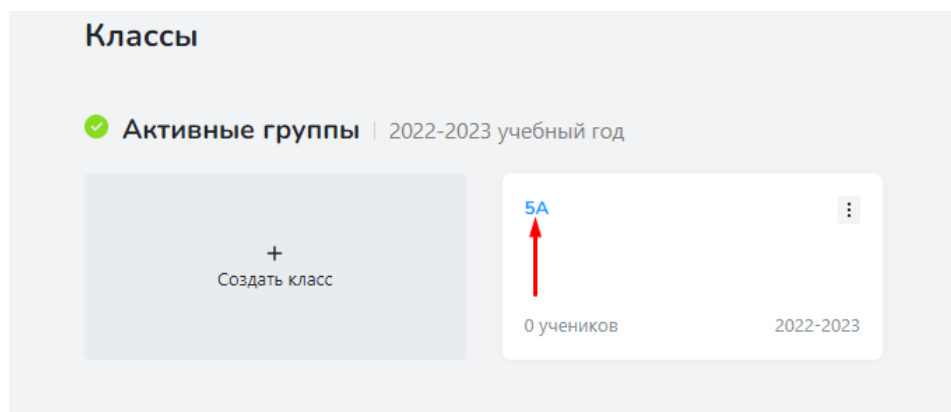 Классы
Активные группы | 2022-2023 учебный год
5А
+
Создать класс
0 учеников
2022-2023